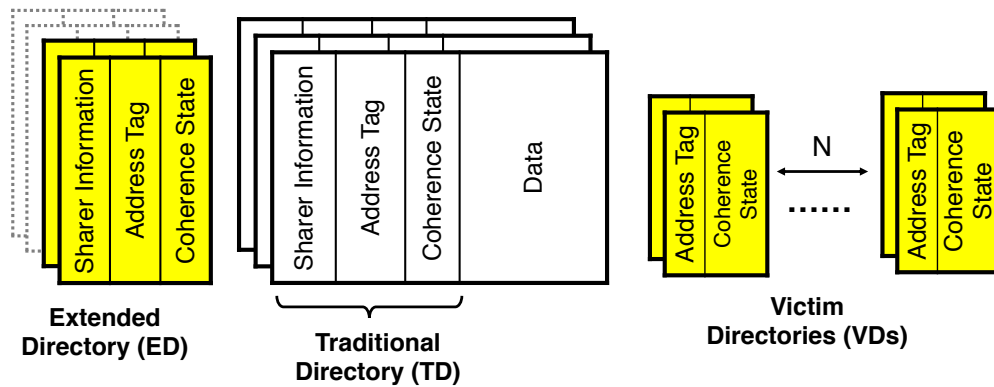 Sharer Information
Address Tag
Coherence State
Extended
Directory (ED)
Sharer Information
Address Tag
Coherence State
Data
Traditional
Directory (TD)
Address Tag
Coherence
State
N
......
Address Tag
Coherence
State
Victim
Directories (VDs)